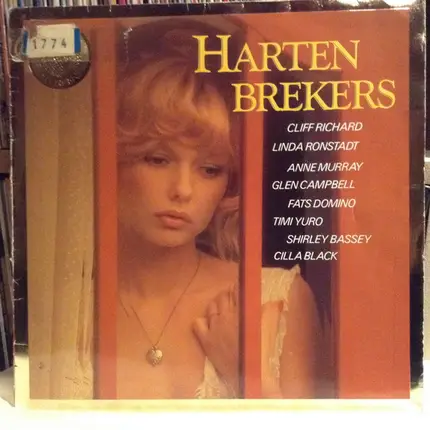 1774
HARTEN
BREKERS
CLIFF RICHARD
LINDA RONSTADT
ANNE MURRAY
GLEN CAMPBELL
FATS DOMINO
TIMI YURO
SHIRLEY BASSEY
CILLA BLACK